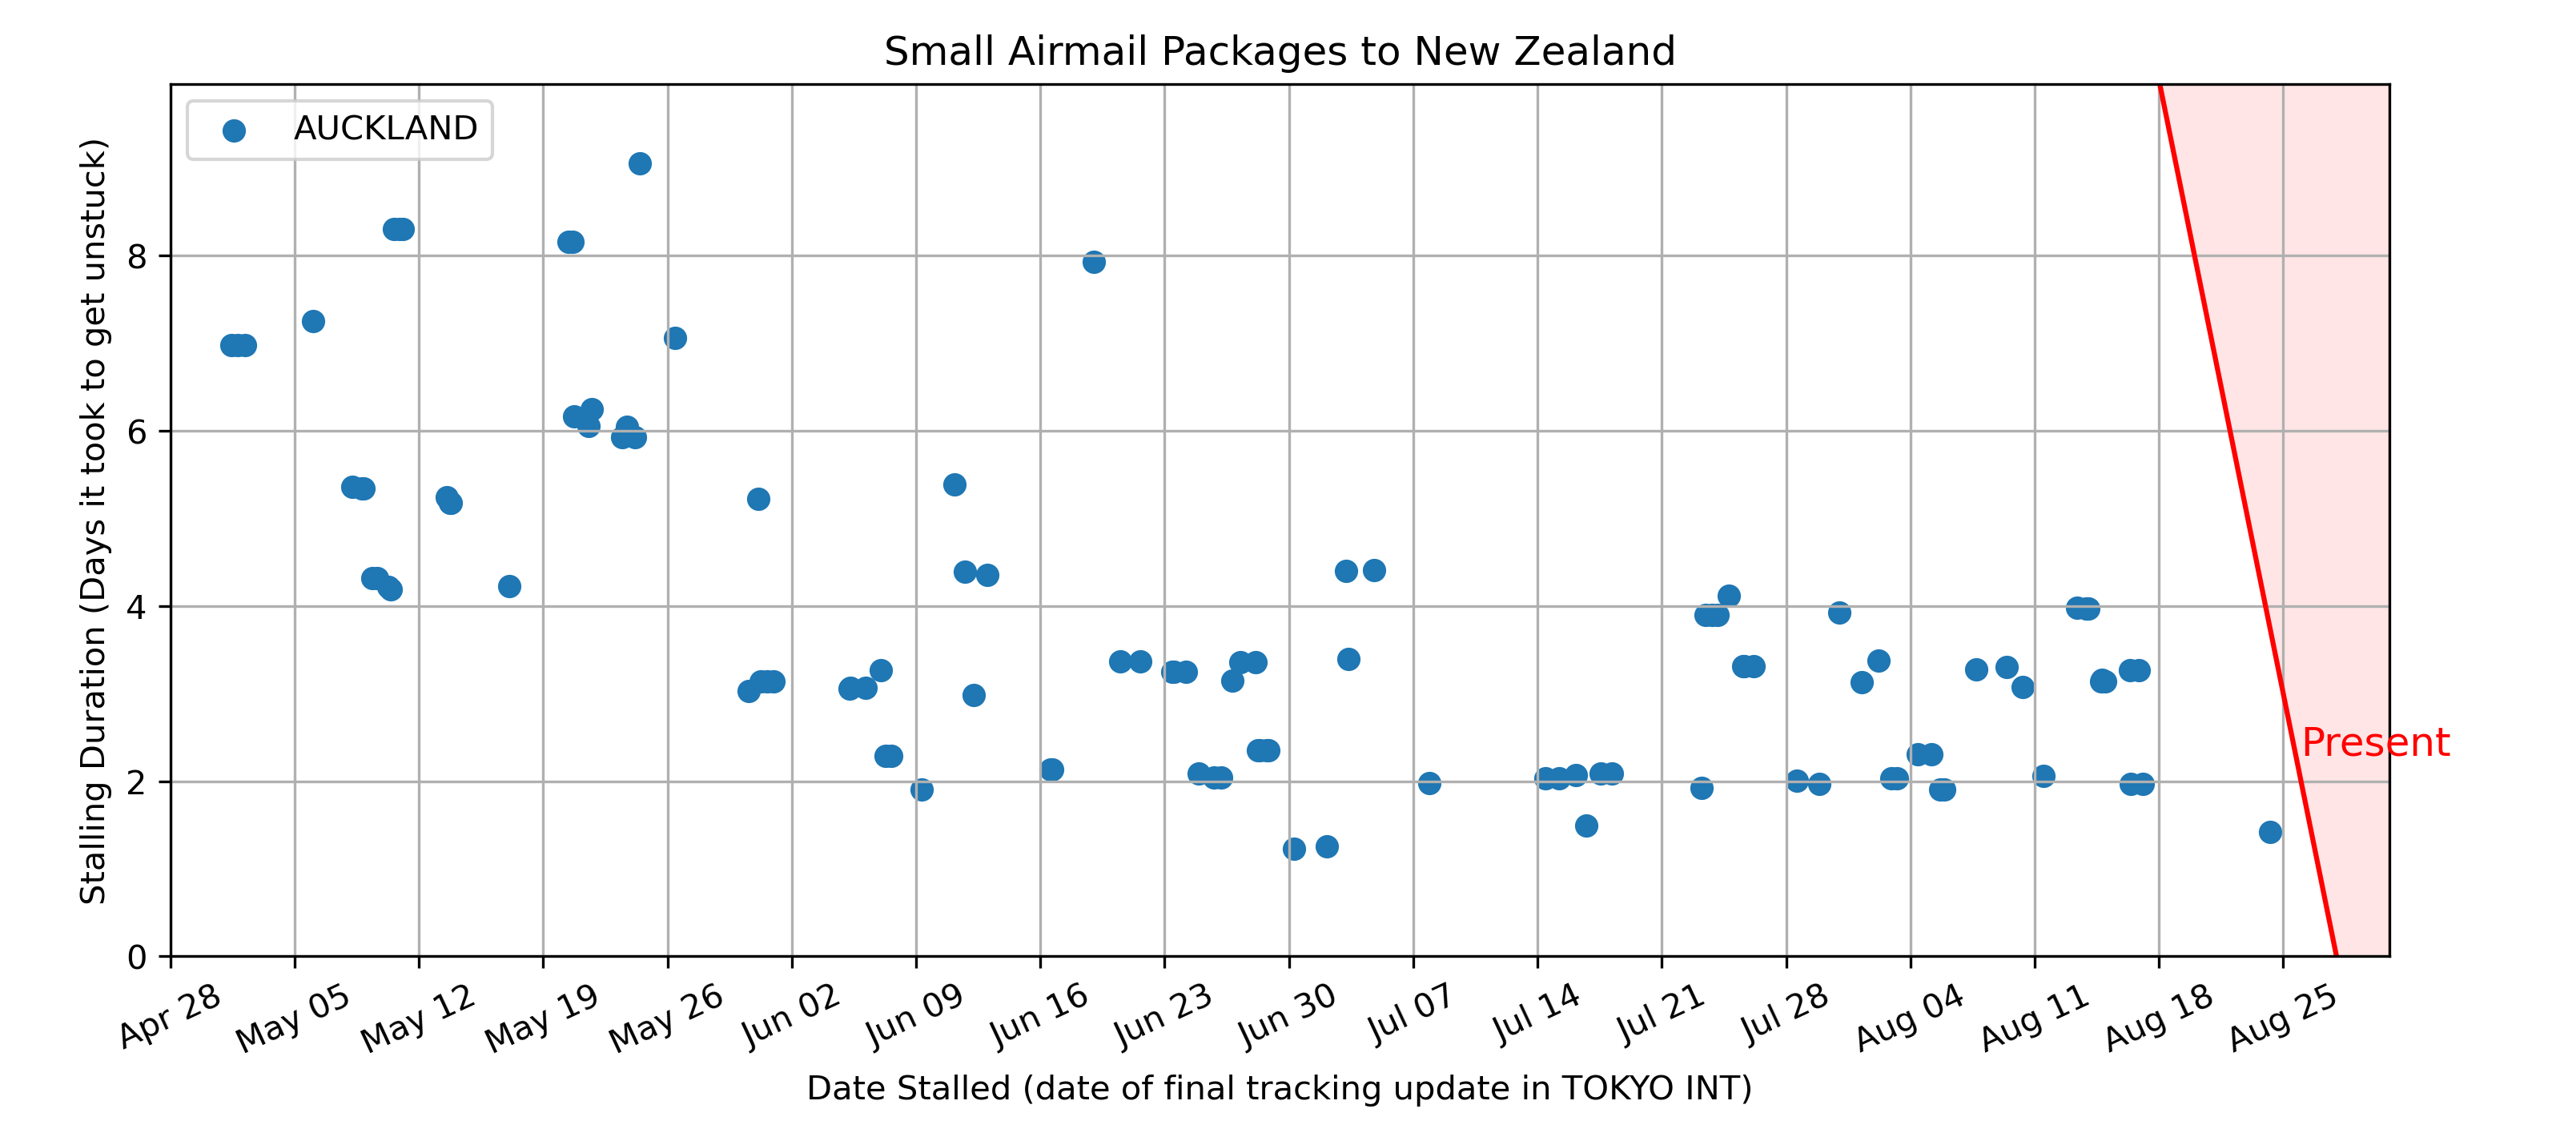 Small Airmail Packages to New Zealand
AUCKLAND
Stalling Duration (Days it took to get unstuck)
8
6
4
2
0
Present
Apr 28
May 05
May 12
May 19
May 26
Jun 02
Jun 09
Jun 16
Jun 23
Jun 30
Jul 07
Jul 14
Jul 21
Jul 28
Aug 04
Aug 11
Aug 18
Aug 25
Date Stalled (date of final tracking update in TOKYO INT)